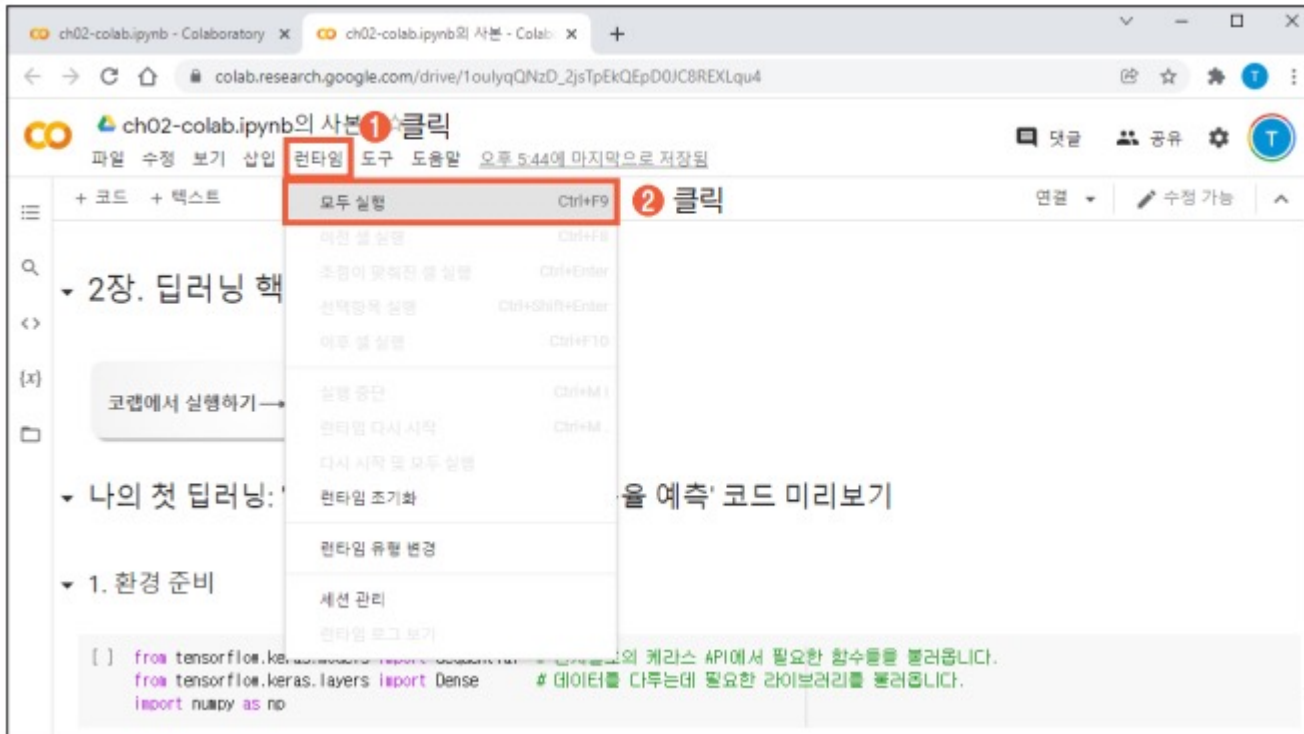 ch02-colab.ipynb - Colaboratory
ch02-colab.ipynb의 사본 - Colab
colab.research.google.com/drive/1oulyqQNzD_2jsTpEkQEpD0JC8REXLqu4
ch02-colab.ipynb의 사본
1 클릭
파일 수정 보기 삽입 런타임 도구 도움말 오후 5:44에 마지막으로 저장됨
댓글 공유 T
+ 코드 + 텍스트
모두 실행 Ctrl+F9
2 클릭
연결 수정 가능
이전 셀 실행 Ctrl+F8
초점이 맞춰진 셀 실행 Ctrl+Enter
선택항목 실행 Ctrl+Shift+Enter
이후 셀 실행 Ctrl+F10
실행 중단 Ctrl+M I
런타임 다시 시작 Ctrl+M .
다시 시작 및 모두 실행
런타임 초기화
런타임 유형 변경
세션 관리
런타임 로그 보기
2장. 딥러닝 핵
{x}
코랩에서 실행하기
나의 첫 딥러닝: '
율 예측' 코드 미리보기
1. 환경 준비
[ ] from tensorflow.keras.models import Sequential # 텐서플로의 케라스 API에서 필요한 함수들을 불러옵니다.
from tensorflow.keras.layers import Dense # 데이터를 다루는데 필요한 라이브러리를 불러옵니다.
import numpy as np